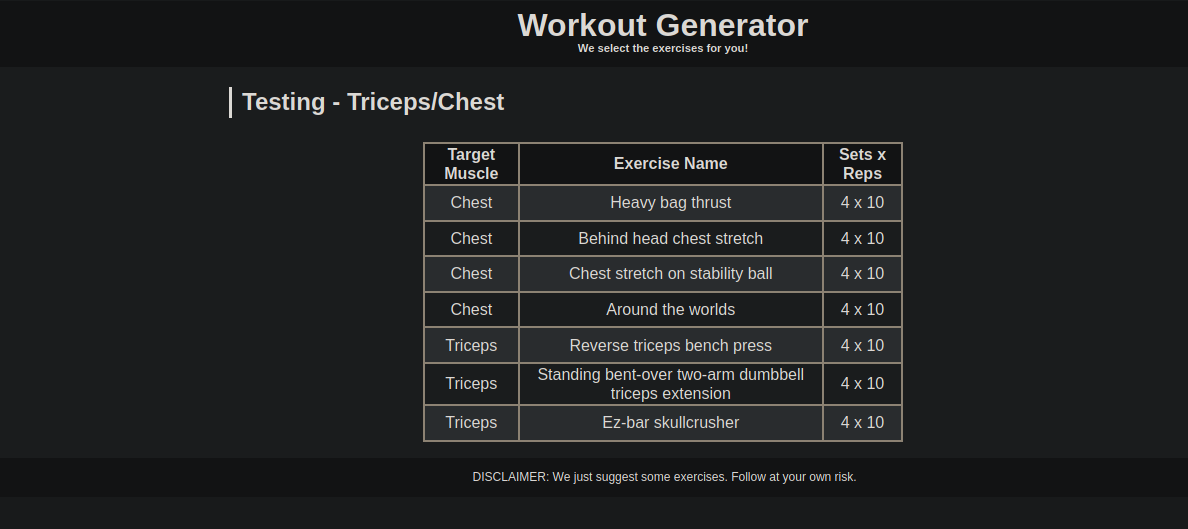 Workout Generator
We select the exercises for you!
Testing - Triceps/Chest
Target Muscle Exercise Name Sets x Reps
Chest Heavy bag thrust 4 x 10
Chest Behind head chest stretch 4 x 10
Chest Chest stretch on stability ball 4 x 10
Chest Around the worlds 4 x 10
Triceps Reverse triceps bench press 4 x 10
Triceps Standing bent-over two-arm dumbbell triceps extension 4 x 10
Triceps Ez-bar skullcrusher 4 x 10
DISCLAIMER: We just suggest some exercises. Follow at your own risk.